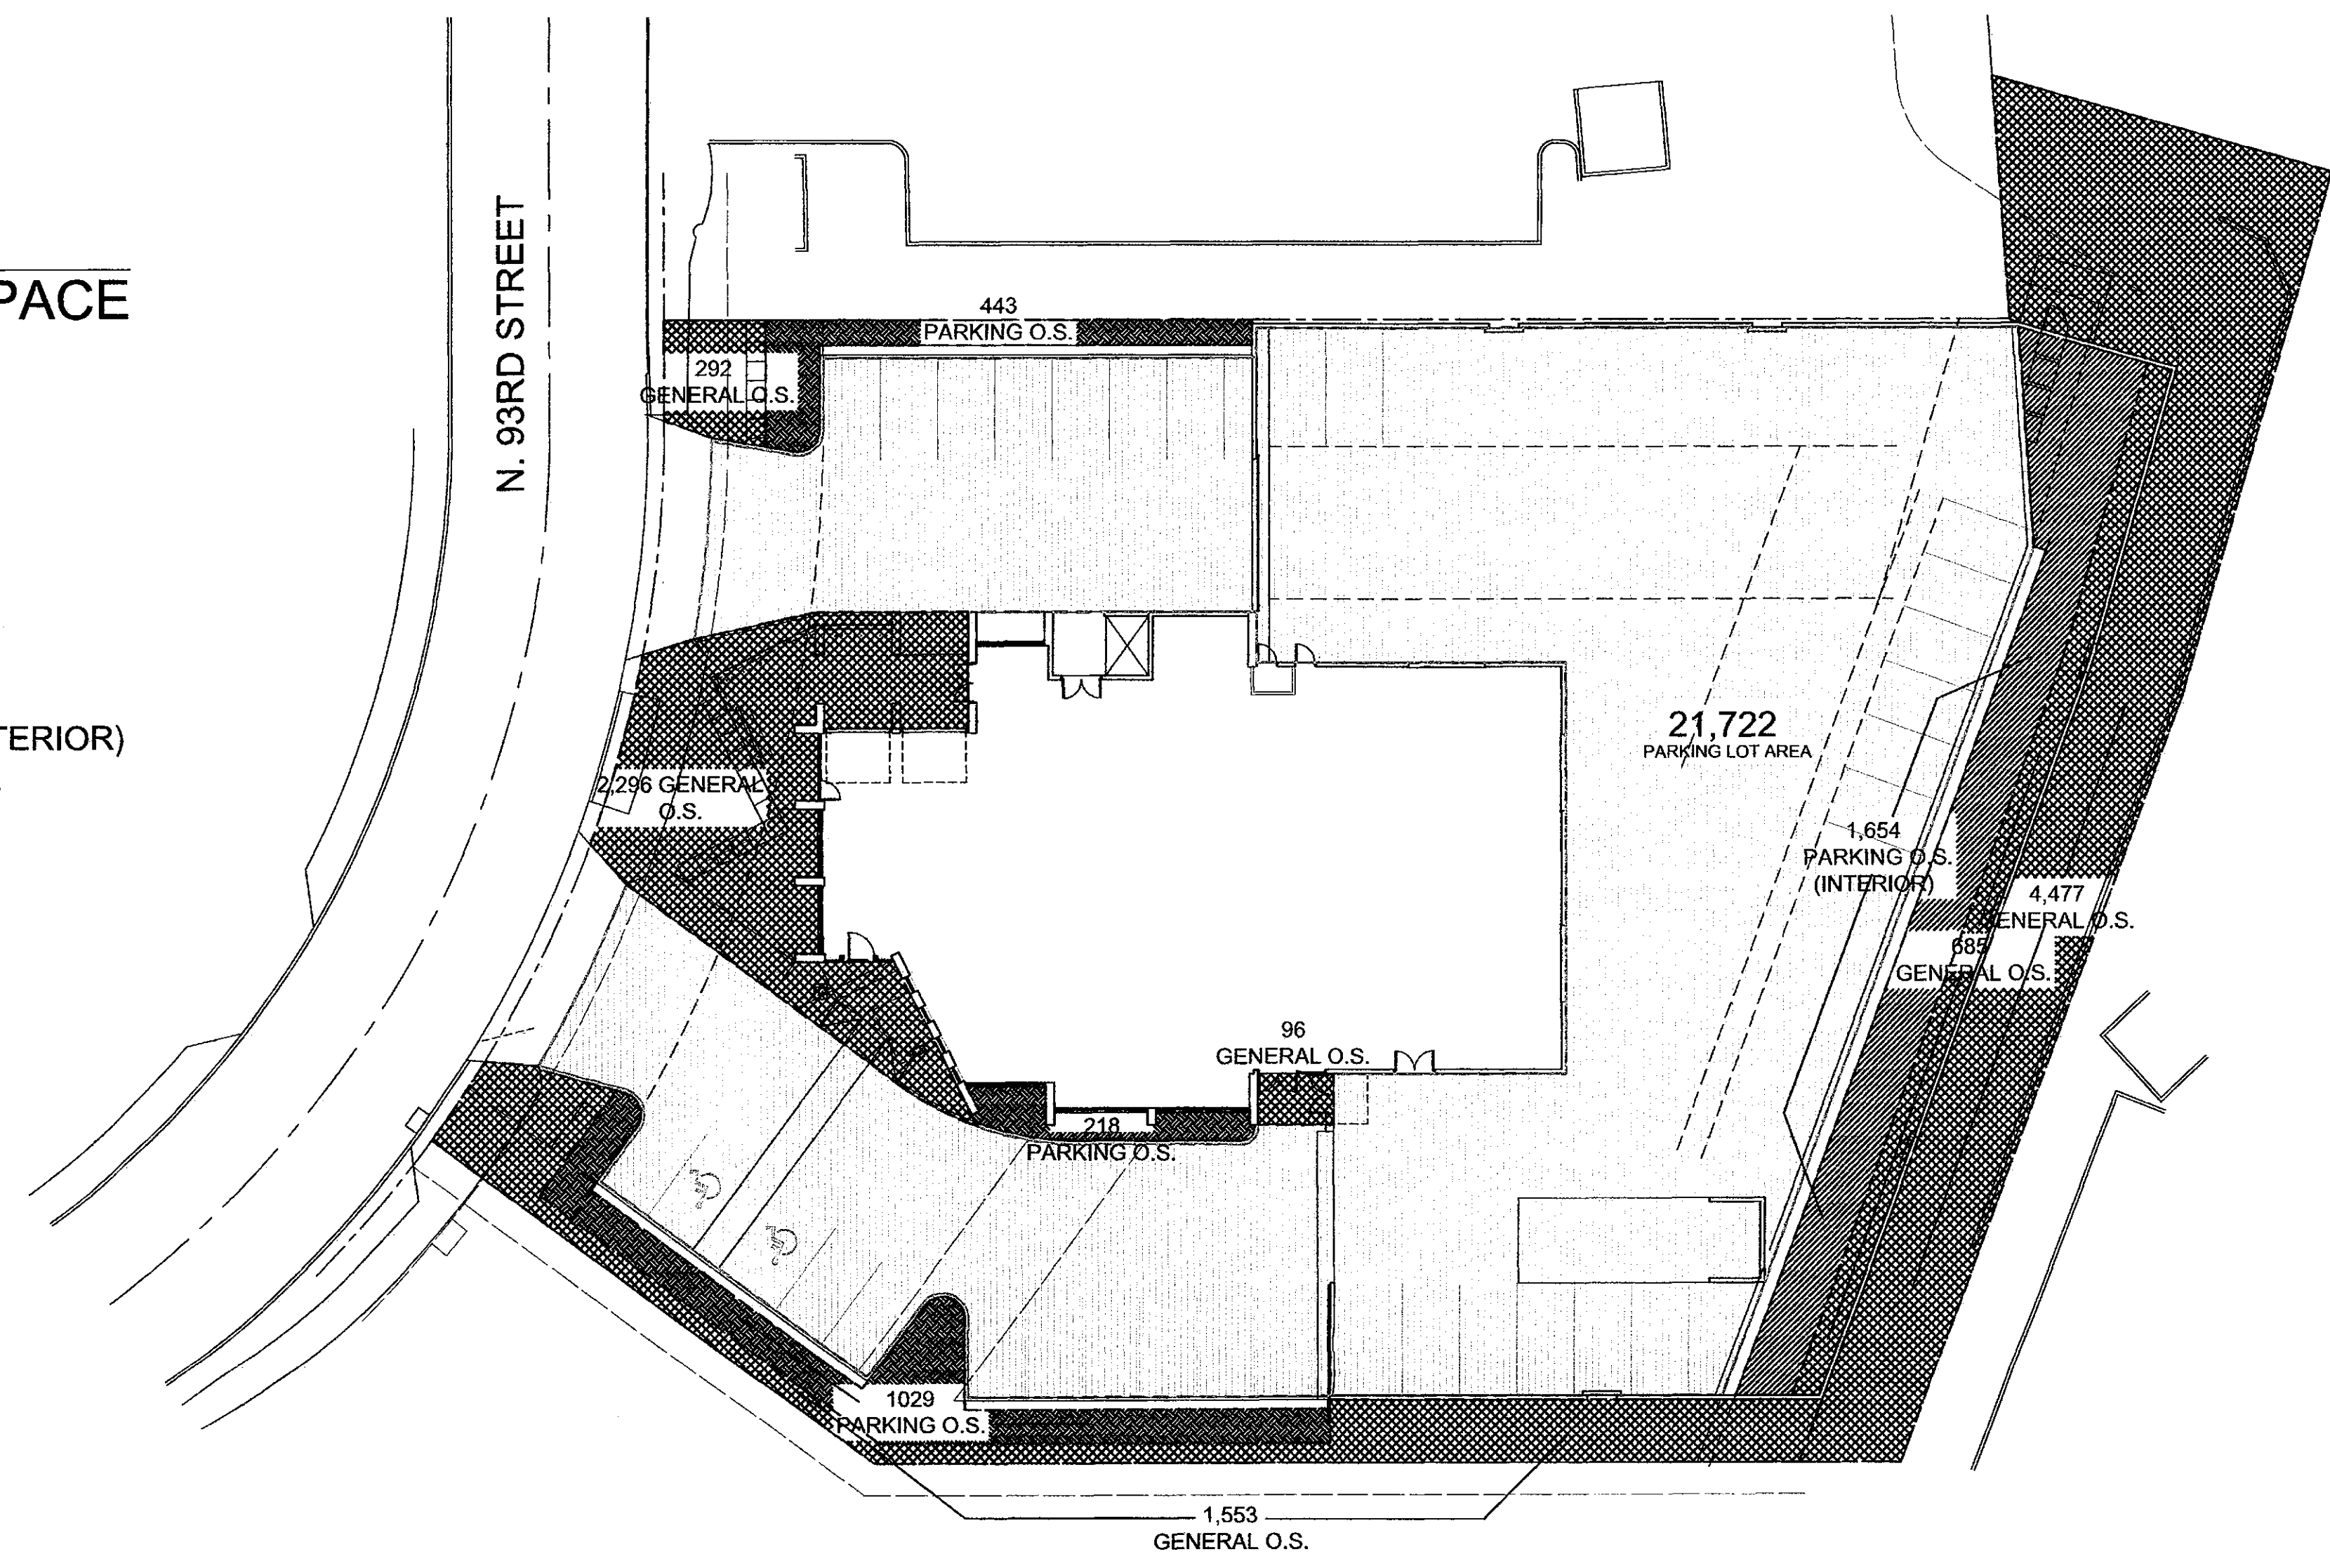 PACE
TERIOR)
N. 93RD STREET
443
PARKING O.S.
292
GENERAL O.S.
2,296 GENERAL
O.S.
21,722
PARKING LOT AREA
1,654
PARKING O.S.
(INTERIOR)
4,477
ENERAL O.S.
685
GENERAL O.S.
96
GENERAL O.S.
218
PARKING O.S.
1029
PARKING O.S.
1,553
GENERAL O.S.